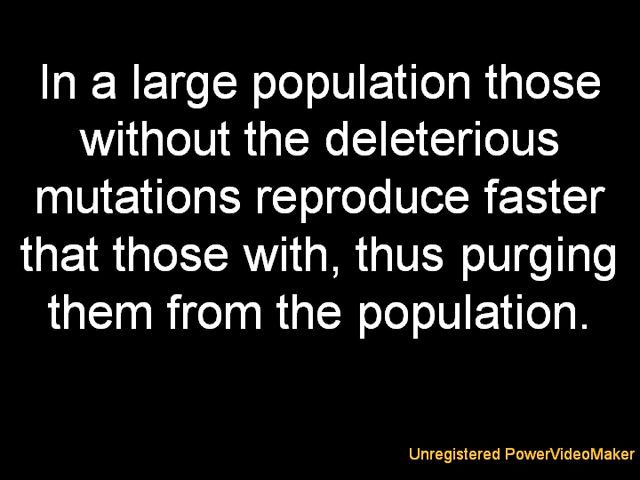 In a large population those
without the deleterious
mutations reproduce faster
that those with, thus purging
them from the population.
Unregistered PowerVideoMaker